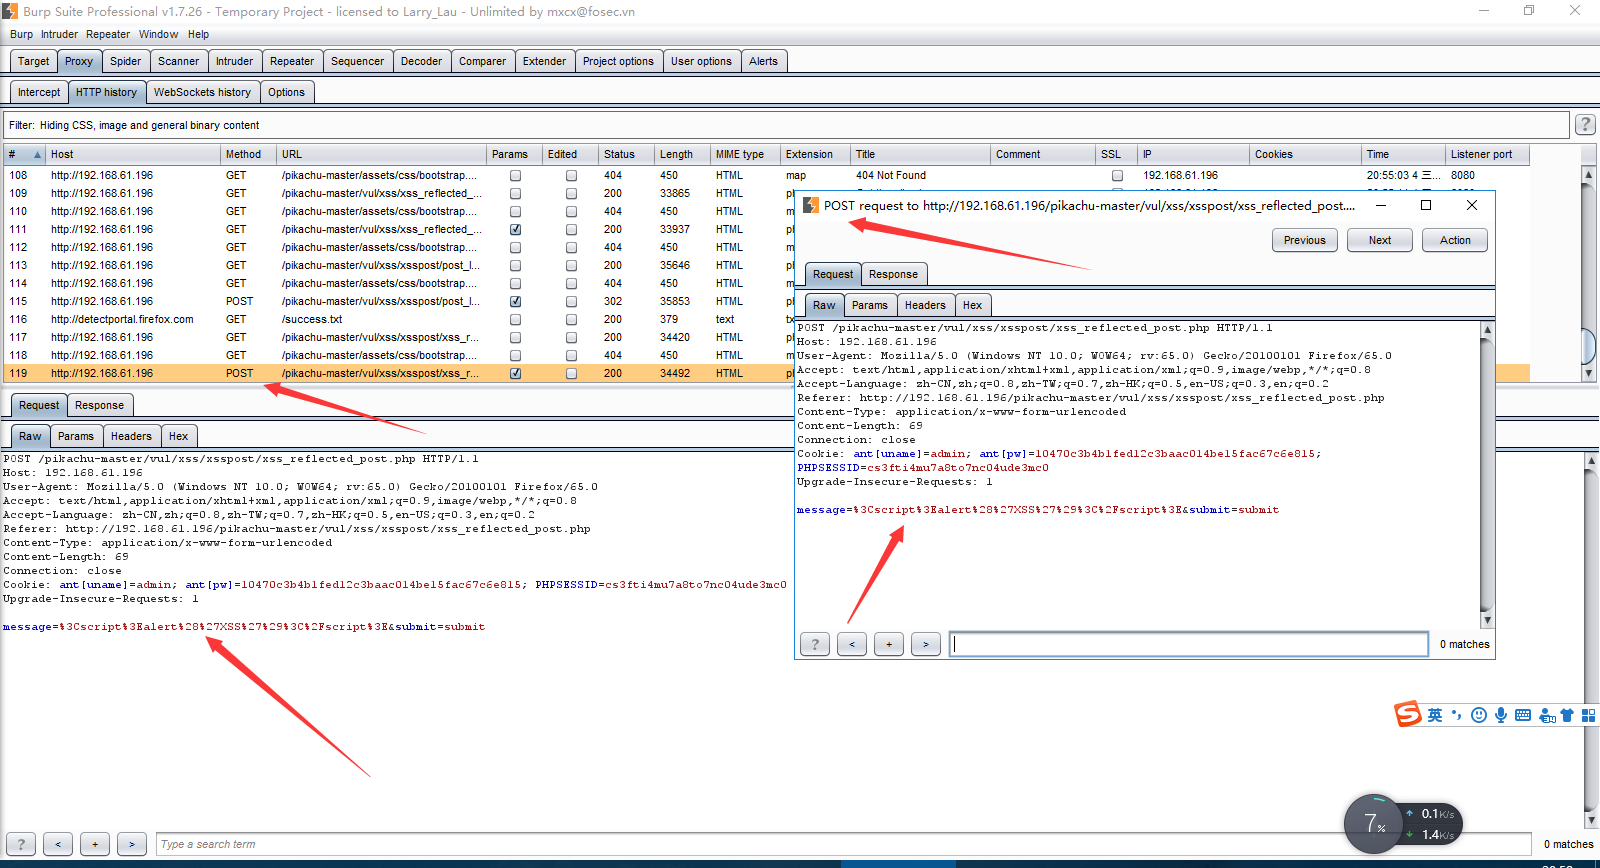 Burp Suite Professional v1.7.26 - Temporary Project - licensed to Larry_Lau - Unlimited by mxcx@fosec.vn
Burp Intruder Repeater Window Help
Target Proxy Spider Scanner Intruder Repeater Sequencer Decoder Comparer Extender Project options User options Alerts
Intercept HTTP history WebSockets history Options
Filter: Hiding CSS, image and general binary content
?
# Host Method URL Params Edited Status Length MIME type Extension Title Comment SSL IP Cookies Time Listener port
108 http://192.168.61.196 GET /pikachu-master/assets/css/bootstrap.... 404 450 HTML map 404 Not Found 192.168.61.196 20:55:03 4 三... 8080
109 http://192.168.61.196 GET /pikachu-master/vul/xss/xss_reflected_... 200 33865 HTML
110 http://192.168.61.196 GET /pikachu-master/assets/css/bootstrap.... 404 450 HTML
111 http://192.168.61.196 GET /pikachu-master/vul/xss/xss_reflected_... 200 33937 HTML
112 http://192.168.61.196 GET /pikachu-master/assets/css/bootstrap.... 404 450 HTML
113 http://192.168.61.196 GET /pikachu-master/vul/xss/xsspost/post_l... 200 35646 HTML
114 http://192.168.61.196 GET /pikachu-master/assets/css/bootstrap.... 404 450 HTML
115 http://192.168.61.196 POST /pikachu-master/vul/xss/xsspost/post_l... 302 35853 HTML
116 http://detectportal.firefox.com GET /success.txt 200 379 text
117 http://192.168.61.196 GET /pikachu-master/vul/xss/xsspost/xss_r... 200 34420 HTML
118 http://192.168.61.196 GET /pikachu-master/assets/css/bootstrap.... 404 450 HTML
119 http://192.168.61.196 POST /pikachu-master/vul/xss/xsspost/xss_r... 200 34492 HTML
Request Response
Raw Params Headers Hex
POST /pikachu-master/vul/xss/xsspost/xss_reflected_post.php HTTP/1.1
Host: 192.168.61.196
User-Agent: Mozilla/5.0 (Windows NT 10.0; WOW64; rv:65.0) Gecko/20100101 Firefox/65.0
Accept: text/html,application/xhtml+xml,application/xml;q=0.9,image/webp,*/*;q=0.8
Accept-Language: zh-CN,zh;q=0.8,zh-TW;q=0.7,zh-HK;q=0.5,en-US;q=0.3,en;q=0.2
Referer: http://192.168.61.196/pikachu-master/vul/xss/xsspost/xss_reflected_post.php
Content-Type: application/x-www-form-urlencoded
Content-Length: 69
Connection: close
Cookie: ant[uname]=admin; ant[pw]=10470c3b4b1fed12c3baac014be15fac67c6e815; PHPSESSID=cs3fti4mu7a8to7nc04ude3mc0
Upgrade-Insecure-Requests: 1
message=%3Cscript%3Ealert%28%27XSS%27%29%3C%2Fscript%3E&submit=submit
? < + > Type a search term 0 matches
POST request to http://192.168.61.196/pikachu-master/vul/xss/xsspost/xss_reflected_post....
Previous Next Action
Request Response
Raw Params Headers Hex
POST /pikachu-master/vul/xss/xsspost/xss_reflected_post.php HTTP/1.1
Host: 192.168.61.196
User-Agent: Mozilla/5.0 (Windows NT 10.0; WOW64; rv:65.0) Gecko/20100101 Firefox/65.0
Accept: text/html,application/xhtml+xml,application/xml;q=0.9,image/webp,*/*;q=0.8
Accept-Language: zh-CN,zh;q=0.8,zh-TW;q=0.7,zh-HK;q=0.5,en-US;q=0.3,en;q=0.2
Referer: http://192.168.61.196/pikachu-master/vul/xss/xsspost/xss_reflected_post.php
Content-Type: application/x-www-form-urlencoded
Content-Length: 69
Connection: close
Cookie: ant[uname]=admin; ant[pw]=10470c3b4b1fed12c3baac014be15fac67c6e815;
PHPSESSID=cs3fti4mu7a8to7nc04ude3mc0
Upgrade-Insecure-Requests: 1
message=%3Cscript%3Ealert%28%27XSS%27%29%3C%2Fscript%3E&submit=submit
? < + > 0 matches
S 英
7% 0.1K/s
1.4K/s